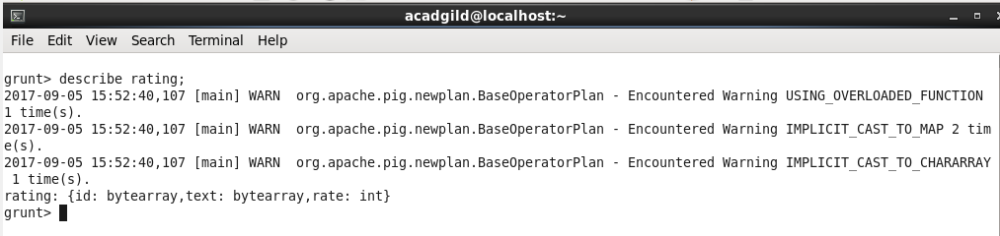 acadgild@localhost:~
File Edit View Search Terminal Help
grunt> describe rating;
2017-09-05 15:52:40,107 [main] WARN  org.apache.pig.newplan.BaseOperatorPlan - Encountered Warning USING_OVERLOADED_FUNCTION
1 time(s).
2017-09-05 15:52:40,107 [main] WARN  org.apache.pig.newplan.BaseOperatorPlan - Encountered Warning IMPLICIT_CAST_TO_MAP 2 tim
e(s).
2017-09-05 15:52:40,107 [main] WARN  org.apache.pig.newplan.BaseOperatorPlan - Encountered Warning IMPLICIT_CAST_TO_CHARARRAY
 1 time(s).
rating: {id: bytearray,text: bytearray,rate: int}
grunt>